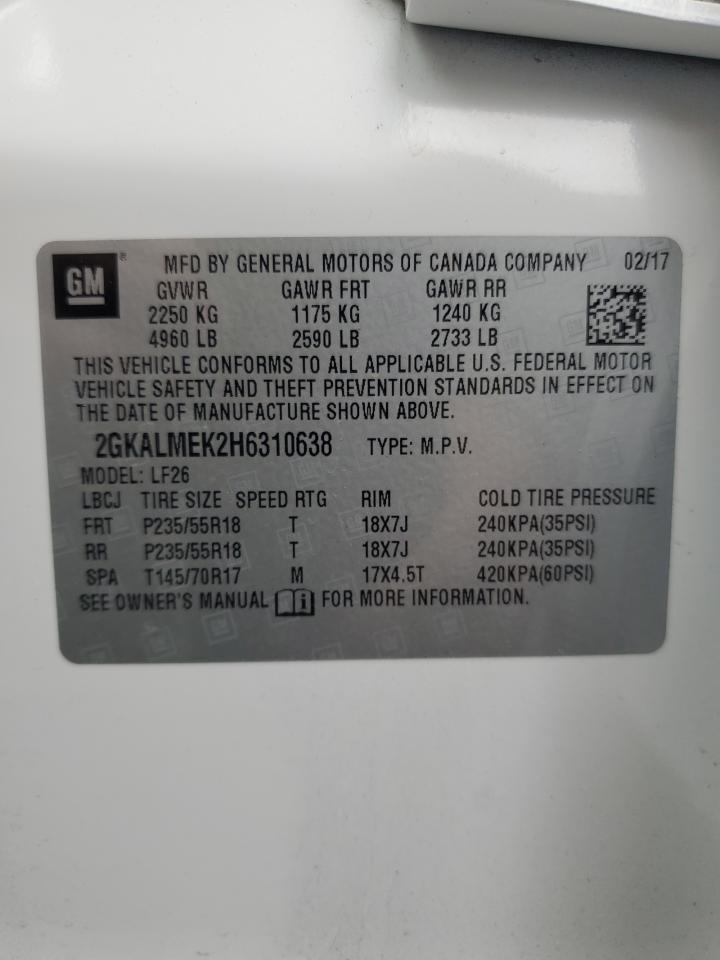 GM ® MFD BY GENERAL MOTORS OF CANADA COMPANY 02/17
GVWR GAWR FRT GAWR RR
2250 KG 1175 KG 1240 KG
4960 LB 2590 LB 2733 LB
THIS VEHICLE CONFORMS TO ALL APPLICABLE U.S. FEDERAL MOTOR
VEHICLE SAFETY AND THEFT PREVENTION STANDARDS IN EFFECT ON
THE DATE OF MANUFACTURE SHOWN ABOVE.
2GKALMEK2H6310638 TYPE: M.P.V.
MODEL: LF26
LBCJ TIRE SIZE SPEED RTG RIM COLD TIRE PRESSURE
FRT P235/55R18 T 18X7J 240KPA(35PSI)
RR P235/55R18 T 18X7J 240KPA(35PSI)
SPA T145/70R17 M 17X4.5T 420KPA(60PSI)
SEE OWNER'S MANUAL i FOR MORE INFORMATION.